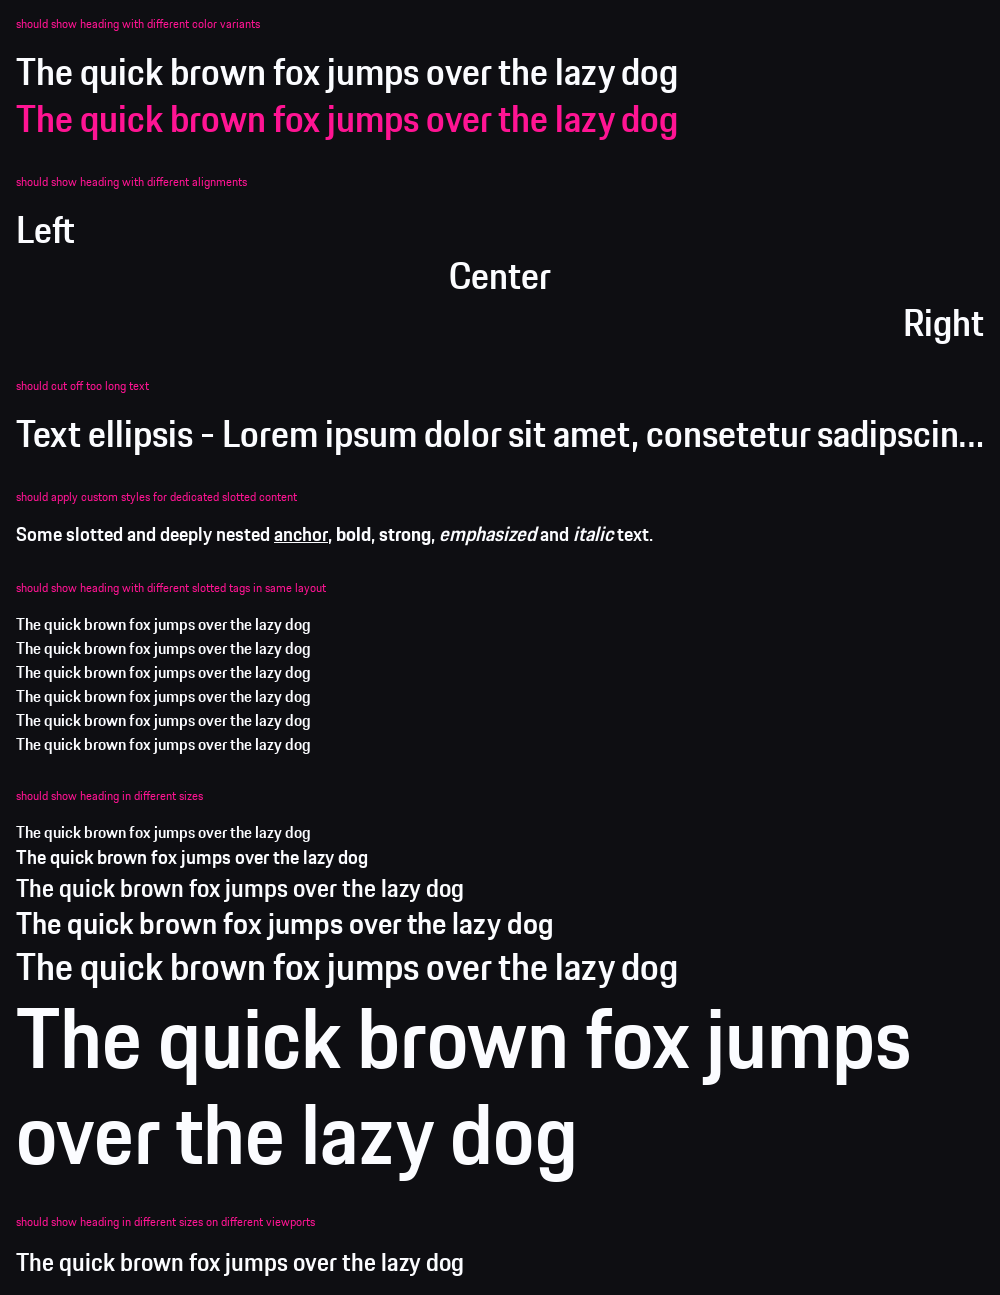 should show heading with different color variants
The quick brown fox jumps over the lazy dog
The quick brown fox jumps over the lazy dog
should show heading with different alignments
Left
Center
Right
should cut off too long text
Text ellipsis - Lorem ipsum dolor sit amet, consetetur sadipscin…
should apply custom styles for dedicated slotted content
Some slotted and deeply nested anchor, bold, strong, emphasized and italic text.
should show heading with different slotted tags in same layout
The quick brown fox jumps over the lazy dog
The quick brown fox jumps over the lazy dog
The quick brown fox jumps over the lazy dog
The quick brown fox jumps over the lazy dog
The quick brown fox jumps over the lazy dog
The quick brown fox jumps over the lazy dog
should show heading in different sizes
The quick brown fox jumps over the lazy dog
The quick brown fox jumps over the lazy dog
The quick brown fox jumps over the lazy dog
The quick brown fox jumps over the lazy dog
The quick brown fox jumps over the lazy dog
The quick brown fox jumps
over the lazy dog
should show heading in different sizes on different viewports
The quick brown fox jumps over the lazy dog